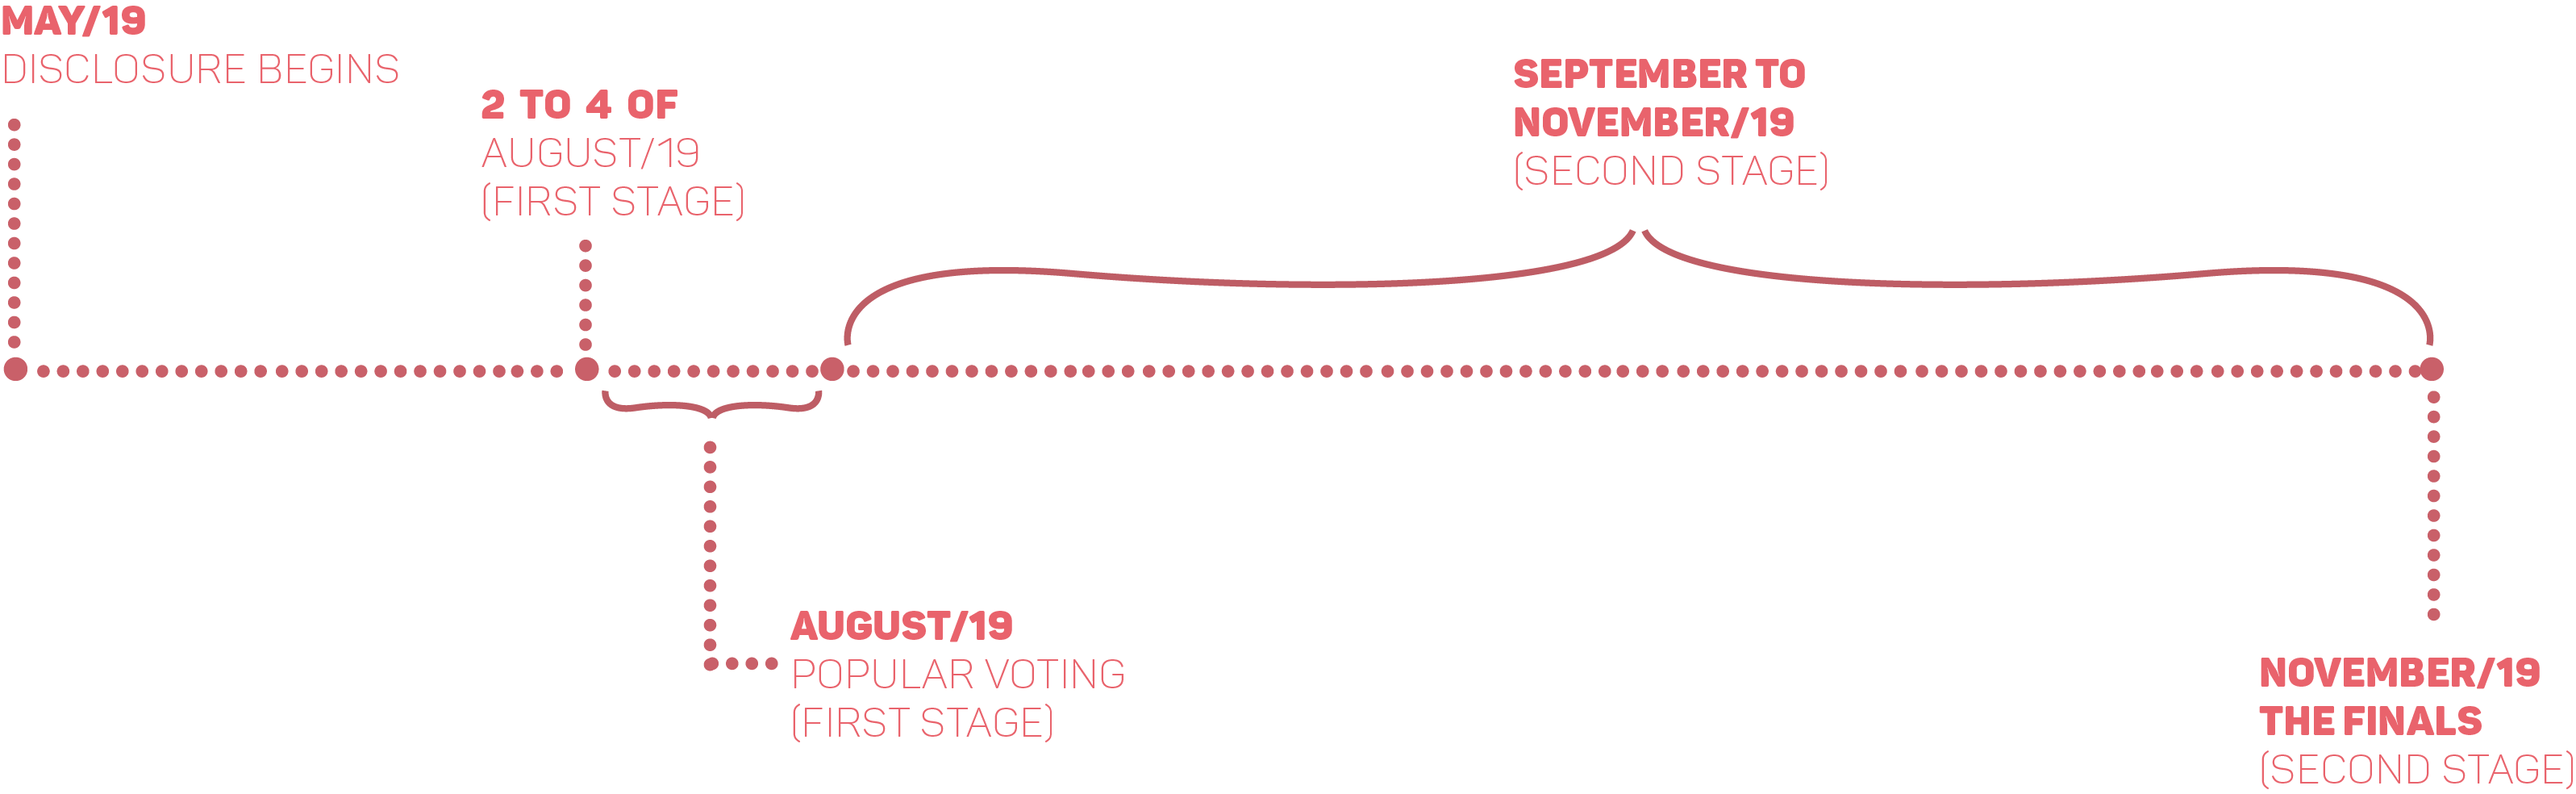 MAY/19
DISCLOSURE BEGINS
2 TO 4 OF
AUGUST/19
(FIRST STAGE)
SEPTEMBER TO
NOVEMBER/19
(SECOND STAGE)
AUGUST/19
POPULAR VOTING
(FIRST STAGE)
NOVEMBER/19
THE FINALS
(SECOND STAGE)